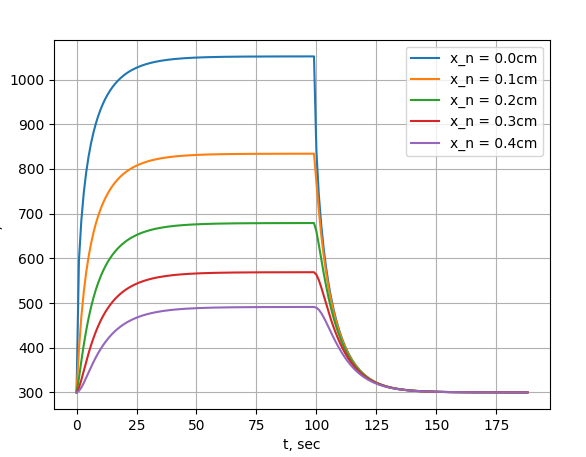 x_n = 0.0cm
x_n = 0.1cm
x_n = 0.2cm
x_n = 0.3cm
x_n = 0.4cm
1000
900
800
700
600
500
400
300
0 25 50 75 100 125 150 175
t, sec